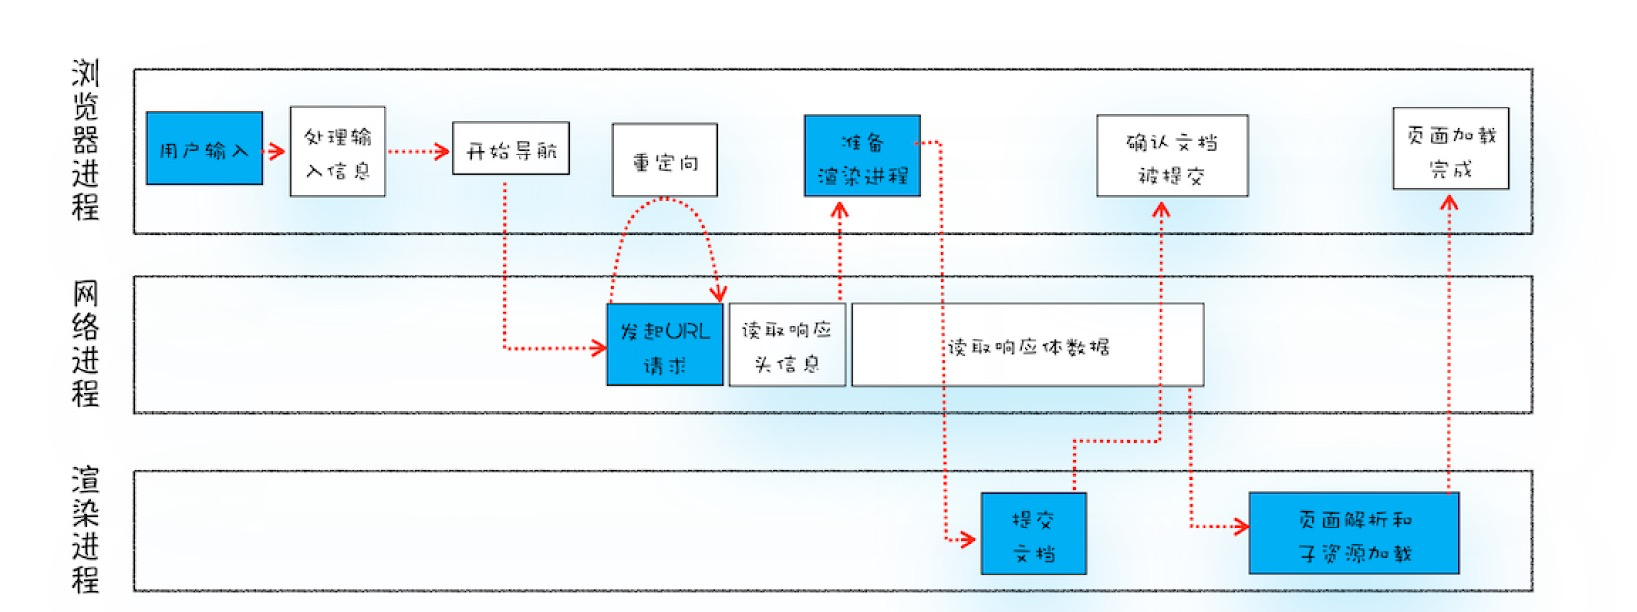 浏览器进程
用户输入
处理输
入信息
开始导航
重定向
准备
渲染进程
确认文档
被提交
页面加载
完成
网络进程
发起URL
请求
读取响应
头信息
读取响应体数据
渲染进程
提交
文档
页面解析和
子资源加载